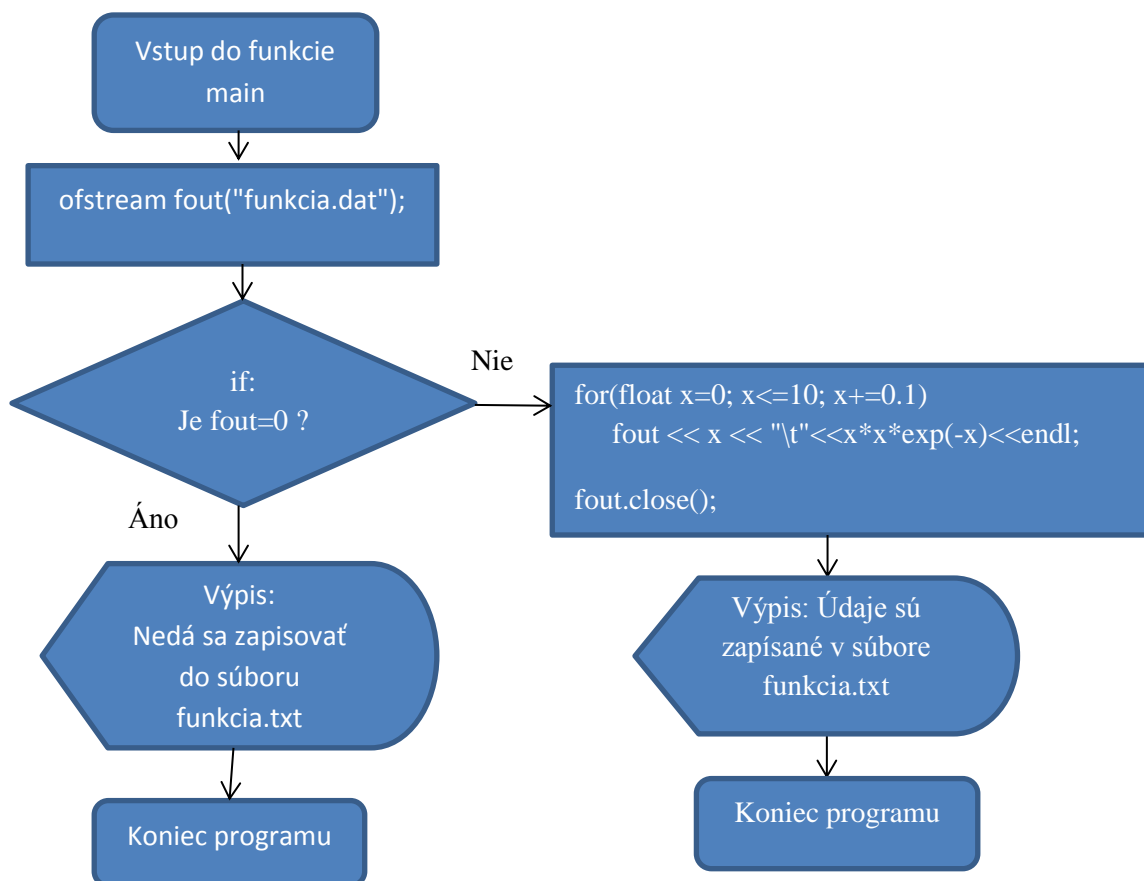 Vstup do funkcie
main
ofstream fout("funkcia.dat");
if:
Je fout=0 ?
Nie
for(float x=0; x<=10; x+=0.1)
fout << x << "\t"<<x*x*exp(-x)<<endl;
fout.close();
Áno
Výpis:
Nedá sa zapisovať
do súboru
funkcia.txt
Výpis: Údaje sú
zapísané v súbore
funkcia.txt
Koniec programu
Koniec programu